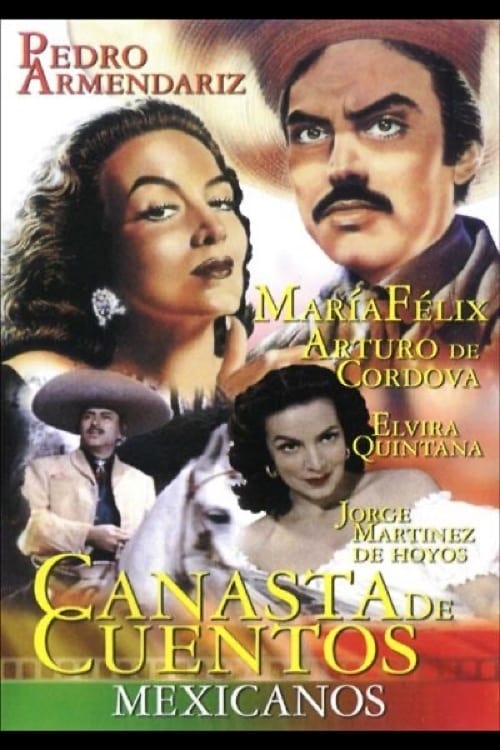 PEDRO
ARMENDARIZ
MARÍA FÉLIX
ARTURO DE
CORDOVA
ELVIRA
QUINTANA
JORGE
MARTINEZ
DE HOYOS
CANASTA DE
CUENTOS
MEXICANOS